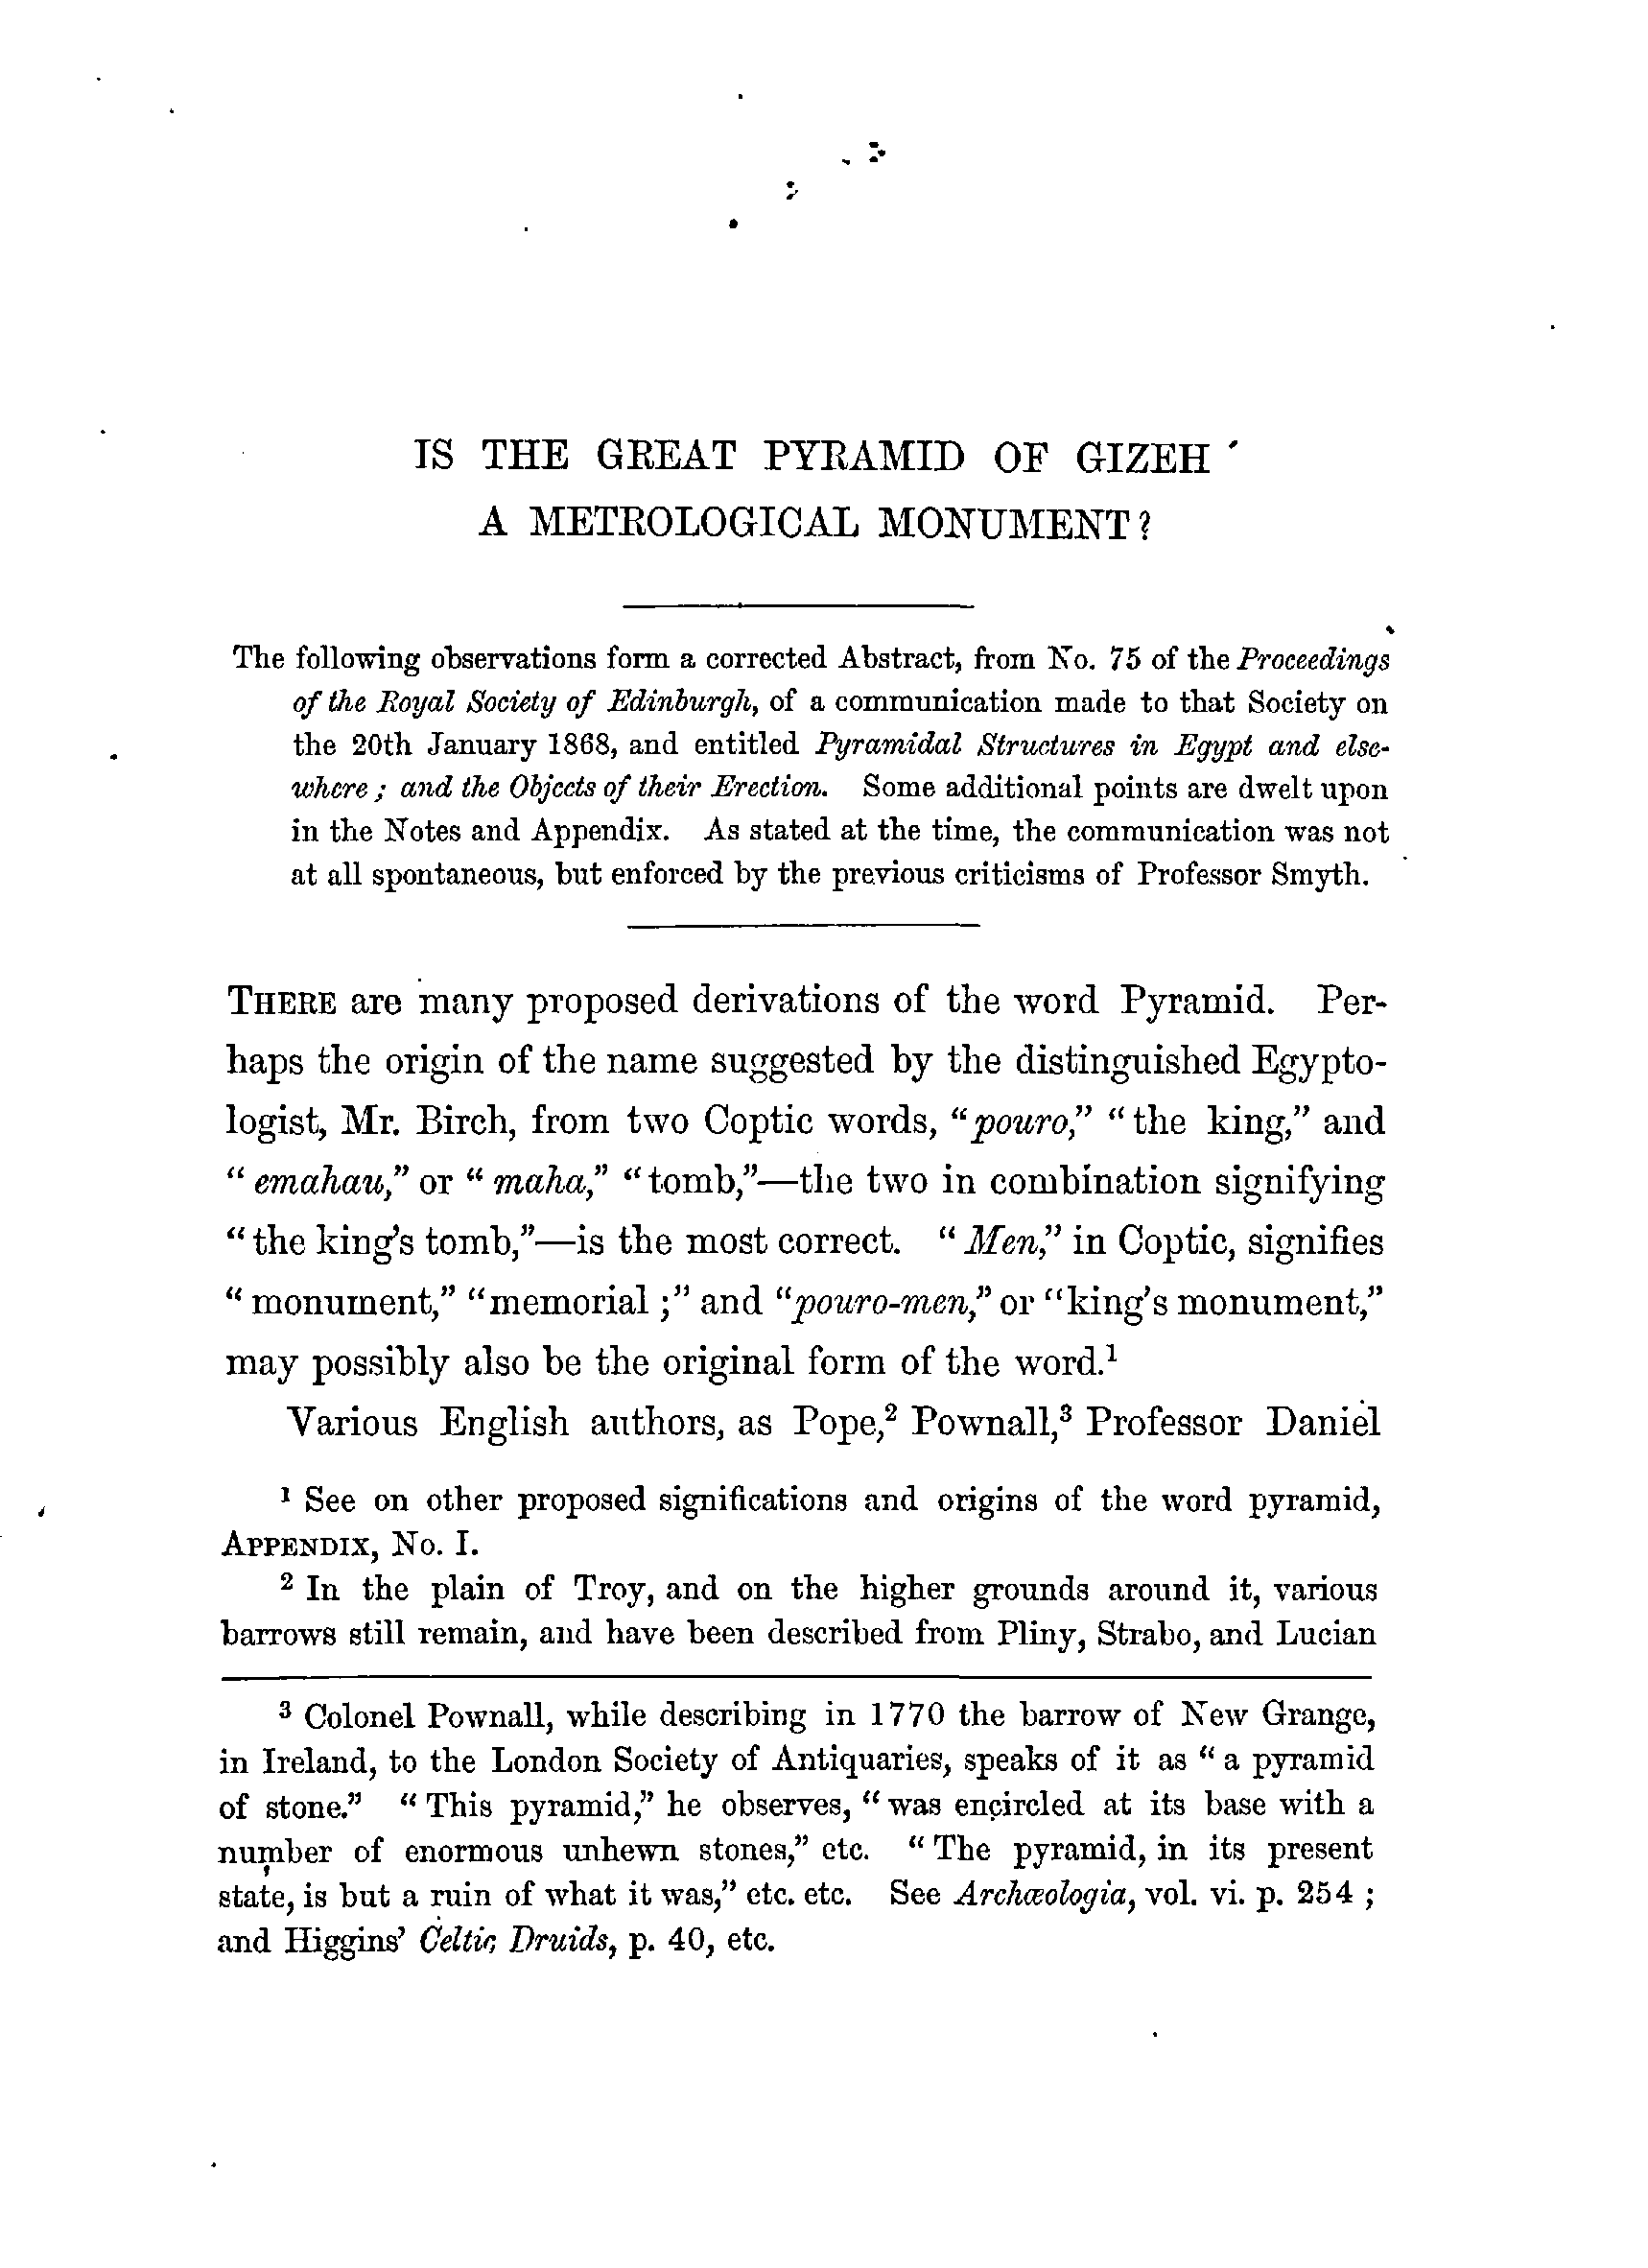 IS THE GREAT PYRAMID OF GIZEH
A METROLOGICAL MONUMENT?
The following observations form a corrected Abstract, from No. 75 of the Proceedings
of the Royal Society of Edinburgh, of a communication made to that Society on
the 20th January 1868, and entitled Pyramidal Structures in Egypt and else-
where; and the Objects of their Erection. Some additional points are dwelt upon
in the Notes and Appendix. As stated at the time, the communication was not
at all spontaneous, but enforced by the previous criticisms of Professor Smyth.
THERE are many proposed derivations of the word Pyramid. Per-
haps the origin of the name suggested by the distinguished Egypto-
logist, Mr. Birch, from two Coptic words, "pouro," "the king," and
"emahau," or "maha," "tomb,"—the two in combination signifying
"the king's tomb,"—is the most correct. "Men," in Coptic, signifies
"monument," "memorial;" and "pouro-men," or "king's monument,"
may possibly also be the original form of the word.¹
Various English authors, as Pope,² Pownall,³ Professor Daniel
¹ See on other proposed significations and origins of the word pyramid,
APPENDIX, No. I.
² In the plain of Troy, and on the higher grounds around it, various
barrows still remain, and have been described from Pliny, Strabo, and Lucian
³ Colonel Pownall, while describing in 1770 the barrow of New Grange,
in Ireland, to the London Society of Antiquaries, speaks of it as "a pyramid
of stone." "This pyramid," he observes, "was encircled at its base with a
number of enormous unhewn stones," etc. "The pyramid, in its present
state, is but a ruin of what it was," etc. etc. See Archæologia, vol. vi. p. 254;
and Higgins' Celtic Druids, p. 40, etc.